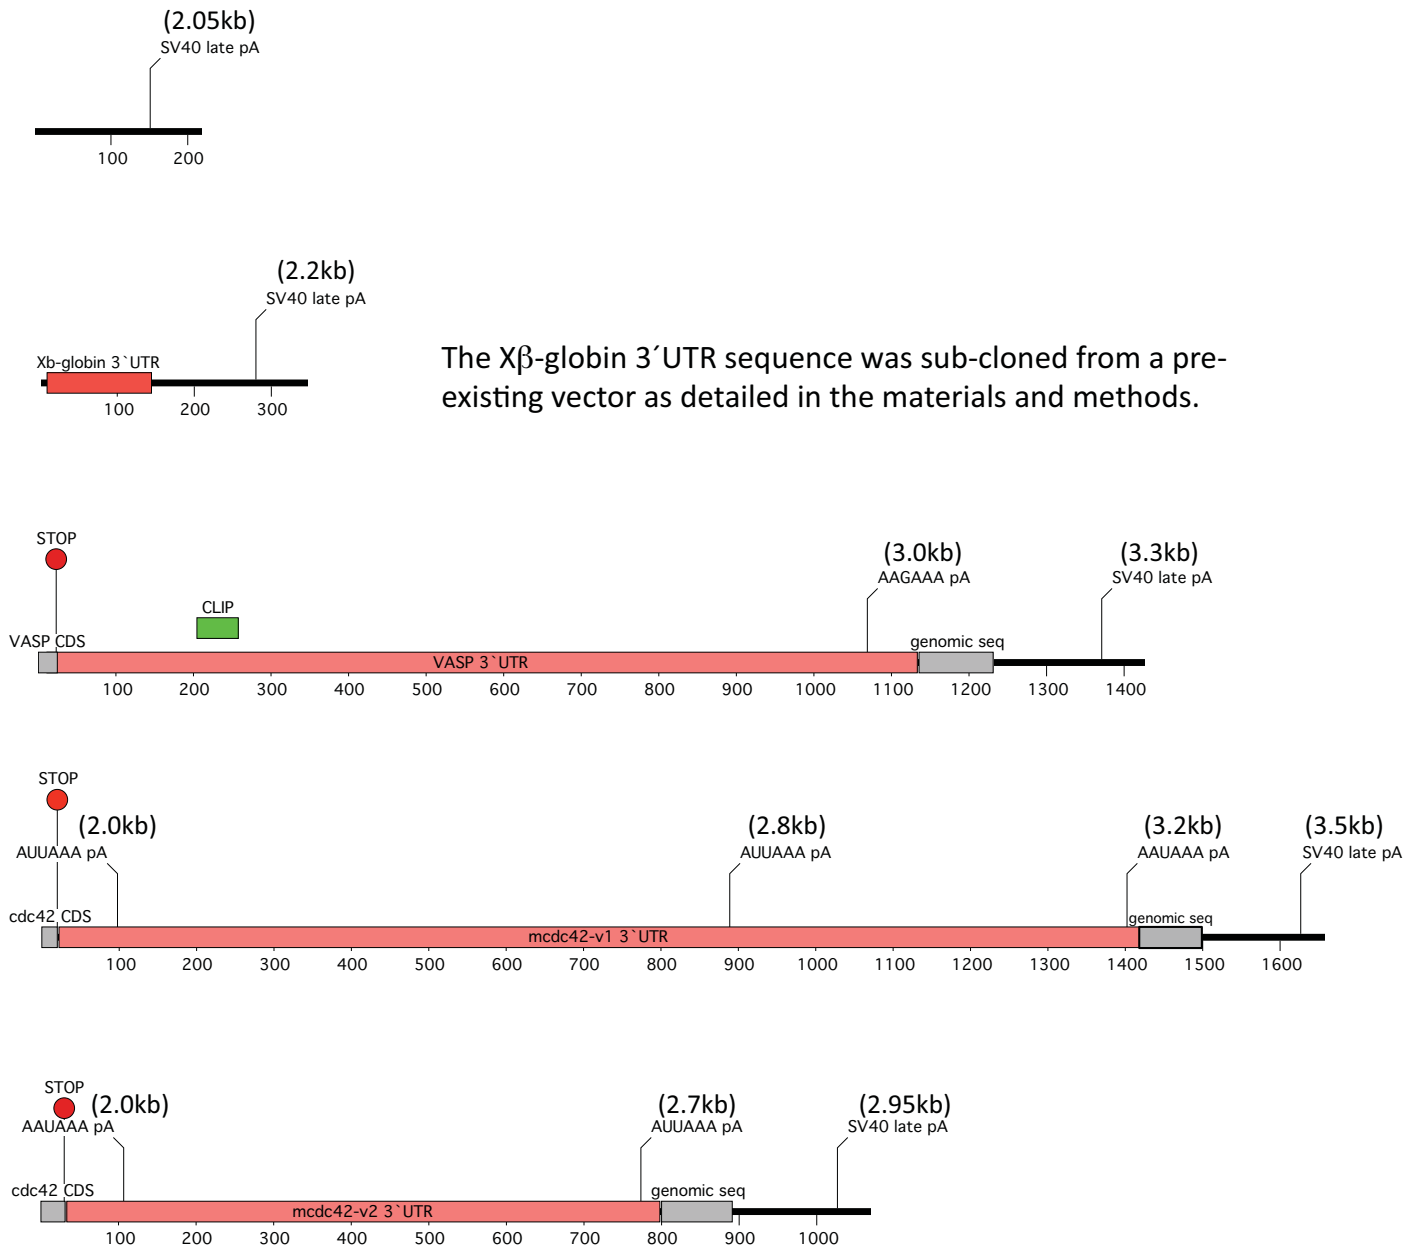 (2.05kb)
SV40 late pA
100 200
(2.2kb)
SV40 late pA
Xb-globin 3`UTR
100 200 300
The Xβ-globin 3´UTR sequence was sub-cloned from a pre-
existing vector as detailed in the materials and methods.
STOP
(3.0kb) (3.3kb)
AAGAAA pA SV40 late pA
CLIP
VASP CDS genomic seq
VASP 3`UTR
100 200 300 400 500 600 700 800 900 1000 1100 1200 1300 1400
STOP
(2.0kb) (2.8kb) (3.2kb) (3.5kb)
AUUAAA pA AUUAAA pA AAUAAA pA SV40 late pA
cdc42 CDS genomic seq
mcdc42-v1 3`UTR
100 200 300 400 500 600 700 800 900 1000 1100 1200 1300 1400 1500 1600
STOP
(2.0kb) (2.7kb) (2.95kb)
AAUAAA pA AUUAAA pA SV40 late pA
cdc42 CDS genomic seq
mcdc42-v2 3`UTR
100 200 300 400 500 600 700 800 900 1000